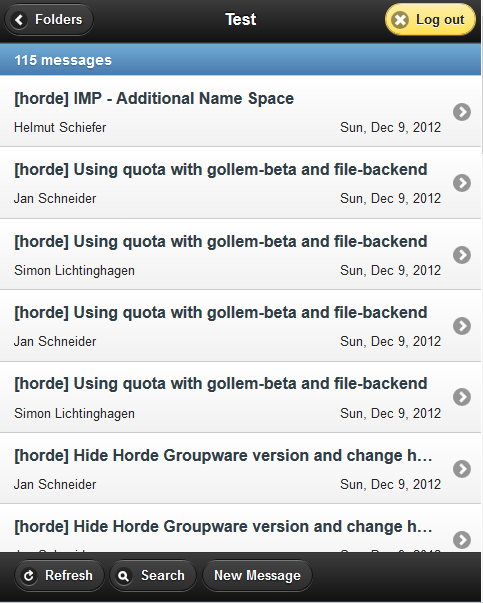 Folders Test Log out
115 messages
[horde] IMP - Additional Name Space
Helmut Schiefer Sun, Dec 9, 2012
[horde] Using quota with gollem-beta and file-backend
Jan Schneider Sun, Dec 9, 2012
[horde] Using quota with gollem-beta and file-backend
Simon Lichtinghagen Sun, Dec 9, 2012
[horde] Using quota with gollem-beta and file-backend
Jan Schneider Sun, Dec 9, 2012
[horde] Using quota with gollem-beta and file-backend
Simon Lichtinghagen Sun, Dec 9, 2012
[horde] Hide Horde Groupware version and change h…
Jan Schneider Sun, Dec 9, 2012
[horde] Hide Horde Groupware version and change h…
Refresh Search New Message